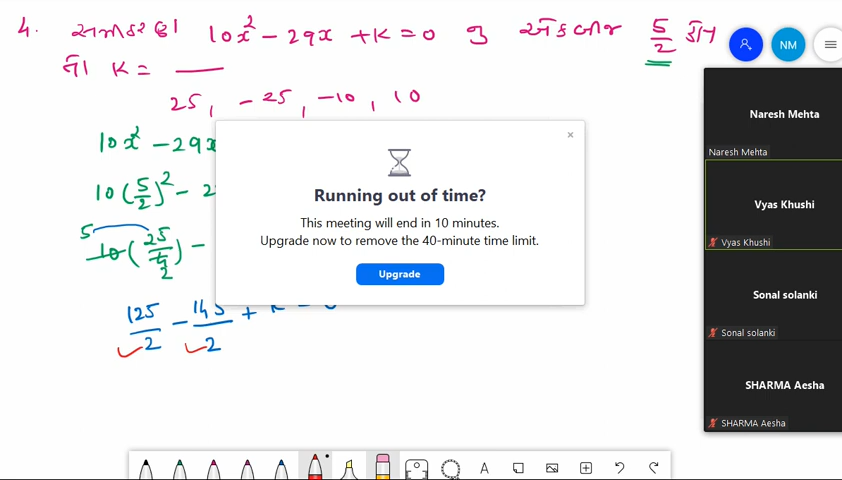 4. સમીકરણ 10x² - 29x + K = 0 નું એક બીજ 5/2 હોય
તો K = ___
25, -25, -10, 10
10x² - 29x
10(5/2)² - 2
5 10(25/4 2) -
125/2 - 145/2 + K = 0
Running out of time?
This meeting will end in 10 minutes.
Upgrade now to remove the 40-minute time limit.
Upgrade
NM
Naresh Mehta
Naresh Mehta
Vyas Khushi
Vyas Khushi
Sonal solanki
Sonal solanki
SHARMA Aesha
SHARMA Aesha
A